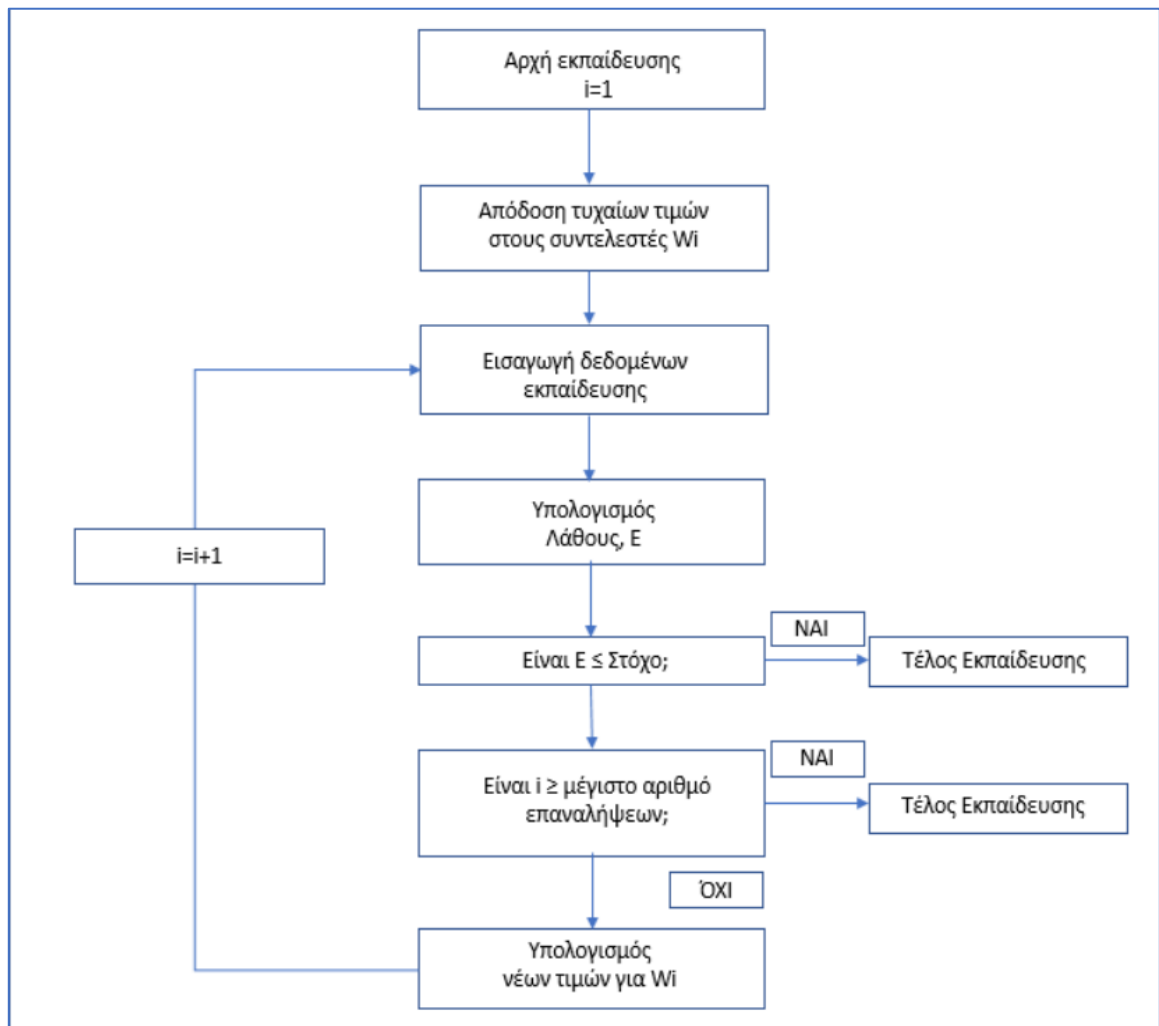 Αρχή εκπαίδευσης
i=1
Απόδοση τυχαίων τιμών
στους συντελεστές Wi
Εισαγωγή δεδομένων
εκπαίδευσης
Υπολογισμός
Λάθους, Ε
i=i+1
Είναι Ε ≤ Στόχο;
ΝΑΙ
Τέλος Εκπαίδευσης
Είναι i ≥ μέγιστο αριθμό
επαναλήψεων;
ΝΑΙ
Τέλος Εκπαίδευσης
ΌΧΙ
Υπολογισμός
νέων τιμών για Wi